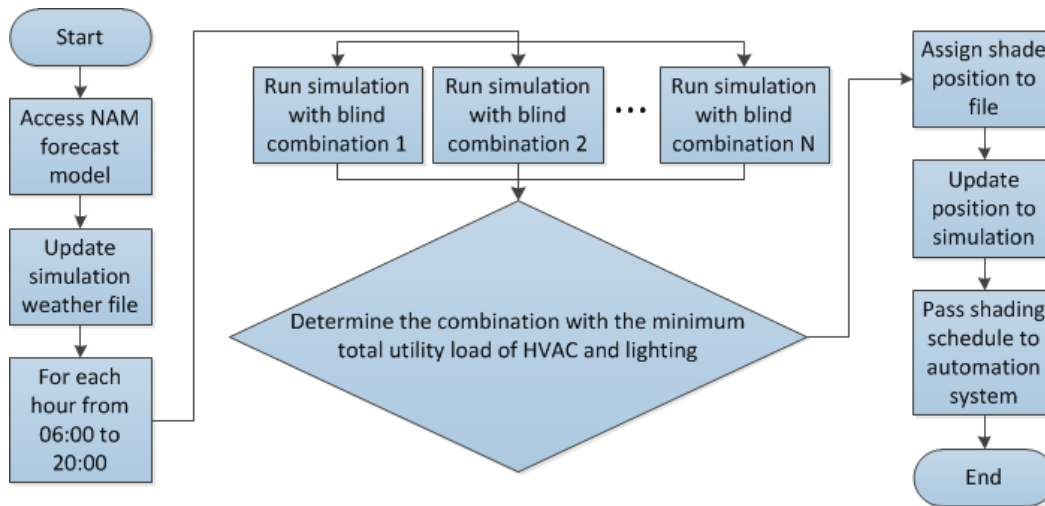 Start
Access NAM
forecast
model
Update
simulation
weather file
For each
hour from
06:00 to
20:00
Run simulation
with blind
combination 1
Run simulation
with blind
combination 2
•••
Run simulation
with blind
combination N
Determine the combination with the minimum
total utility load of HVAC and lighting
Assign shade
position to
file
Update
position to
simulation
Pass shading
schedule to
automation
system
End